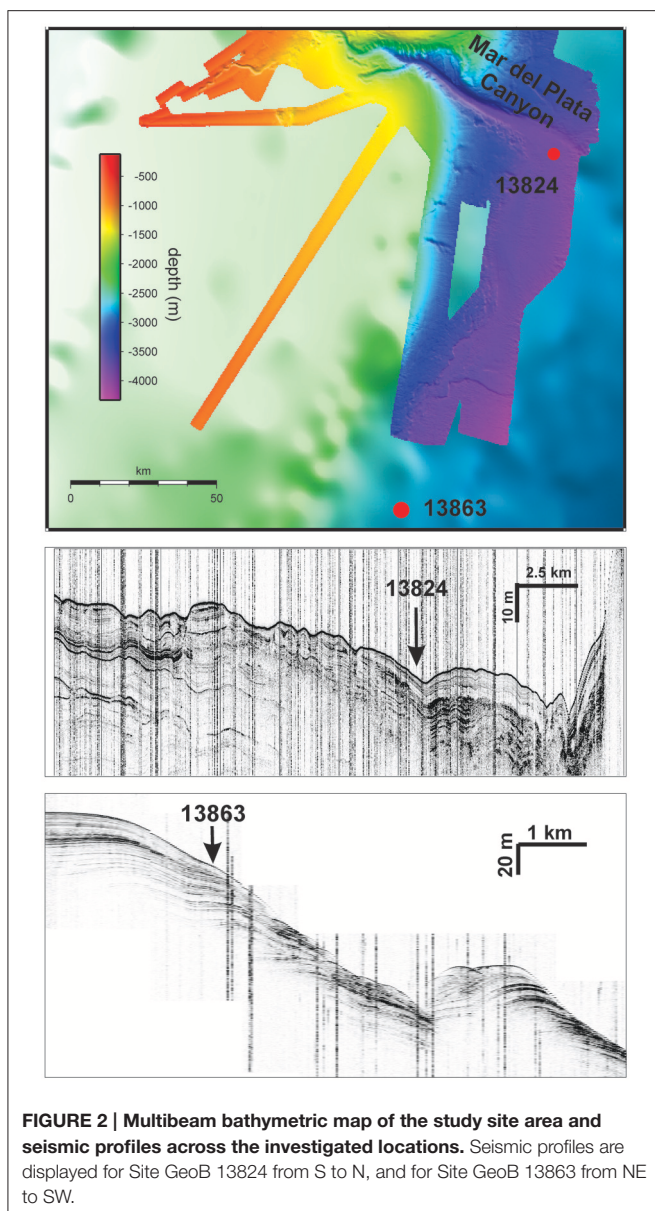 Mar del Plata
Canyon
13824
-500
-1000
-1500
-2000
-2500
-3000
-3500
-4000
depth (m)
km
0
50
13863
13824
2.5 km
10 m
13863
1 km
20 m
FIGURE 2 | Multibeam bathymetric map of the study site area and
seismic profiles across the investigated locations. Seismic profiles are
displayed for Site GeoB 13824 from S to N, and for Site GeoB 13863 from NE
to SW.